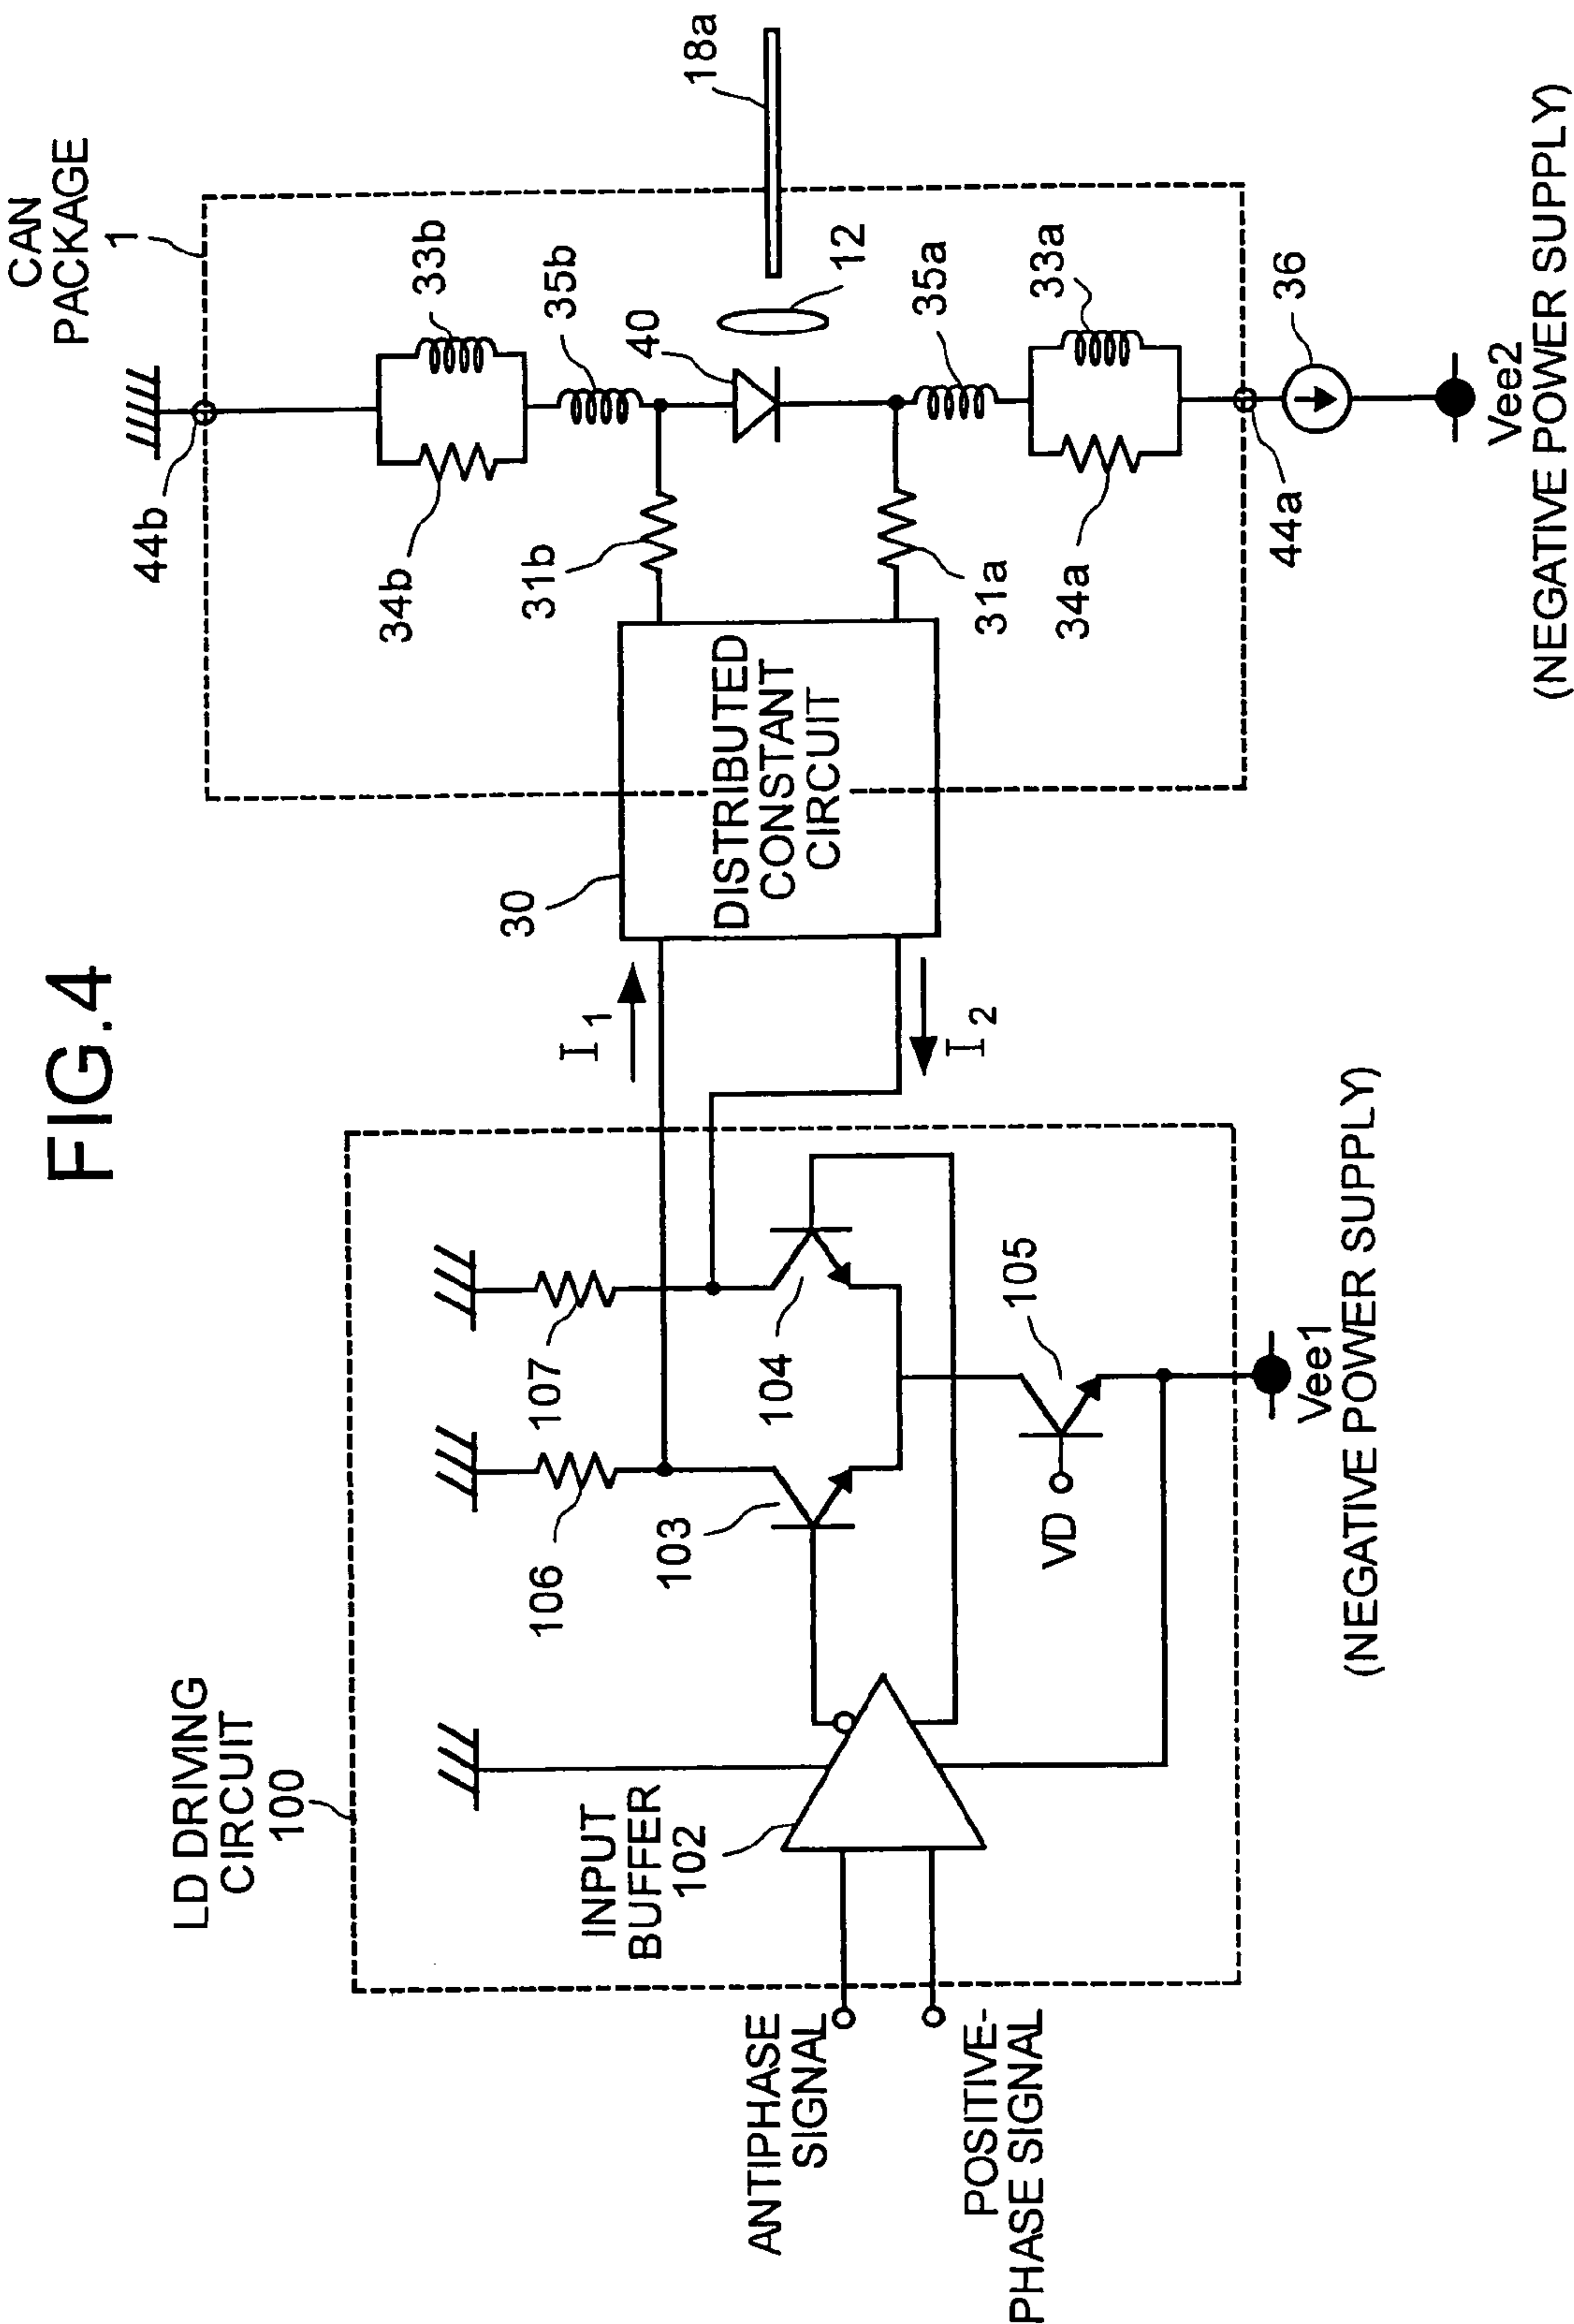 FIG.4
LD DRIVING
CIRCUIT
100
INPUT
BUFFER
102
ANTIPHASE
SIGNAL
POSITIVE-
PHASE SIGNAL
106
107
103
104
VD
105
Vee1
(NEGATIVE POWER SUPPLY)
I1
I2
30
DISTRIBUTED
CONSTANT
CIRCUIT
CAN
PACKAGE
1
44b
34b
33b
35b
31b
40
12
18a
31a
35a
34a
33a
44a
36
Vee2
(NEGATIVE POWER SUPPLY)